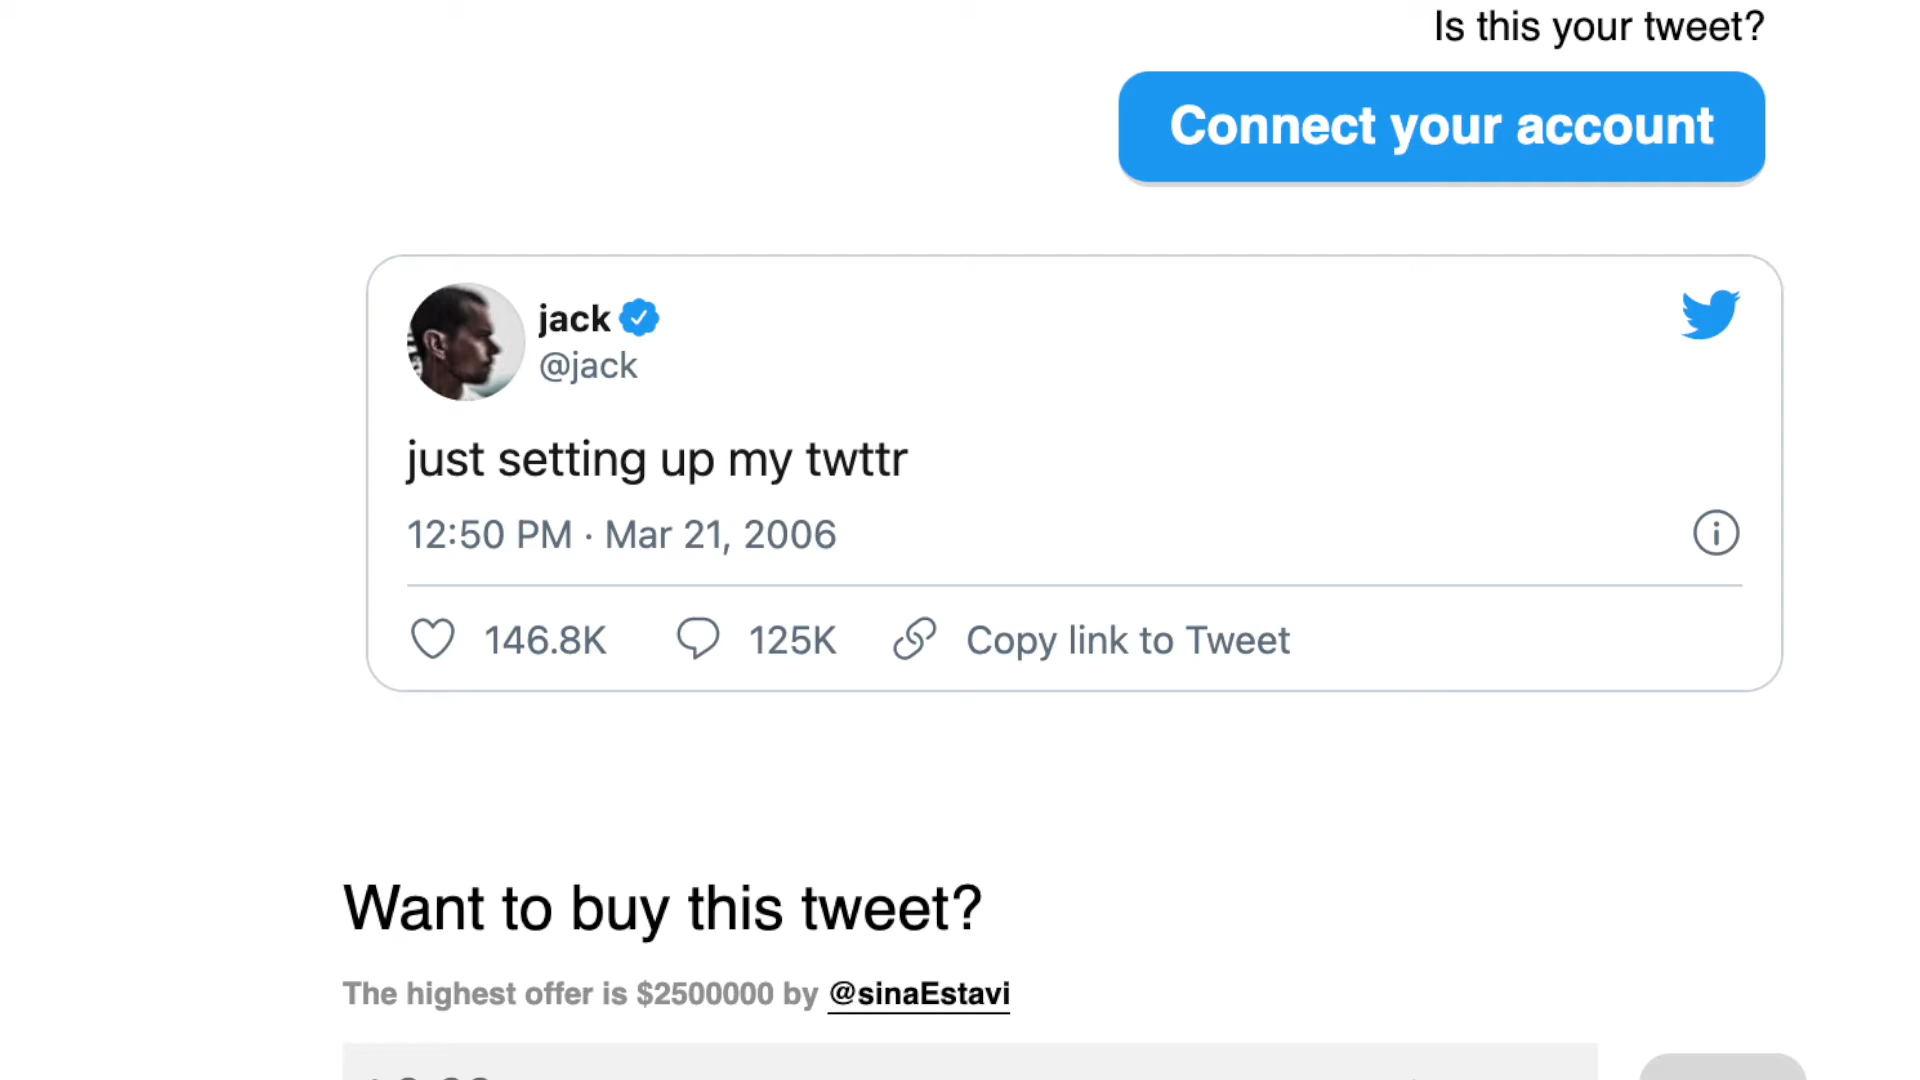 Is this your tweet?
Connect your account
jack
@jack
just setting up my twttr
12:50 PM · Mar 21, 2006
146.8K 125K Copy link to Tweet
Want to buy this tweet?
The highest offer is $2500000 by @sinaEstavi